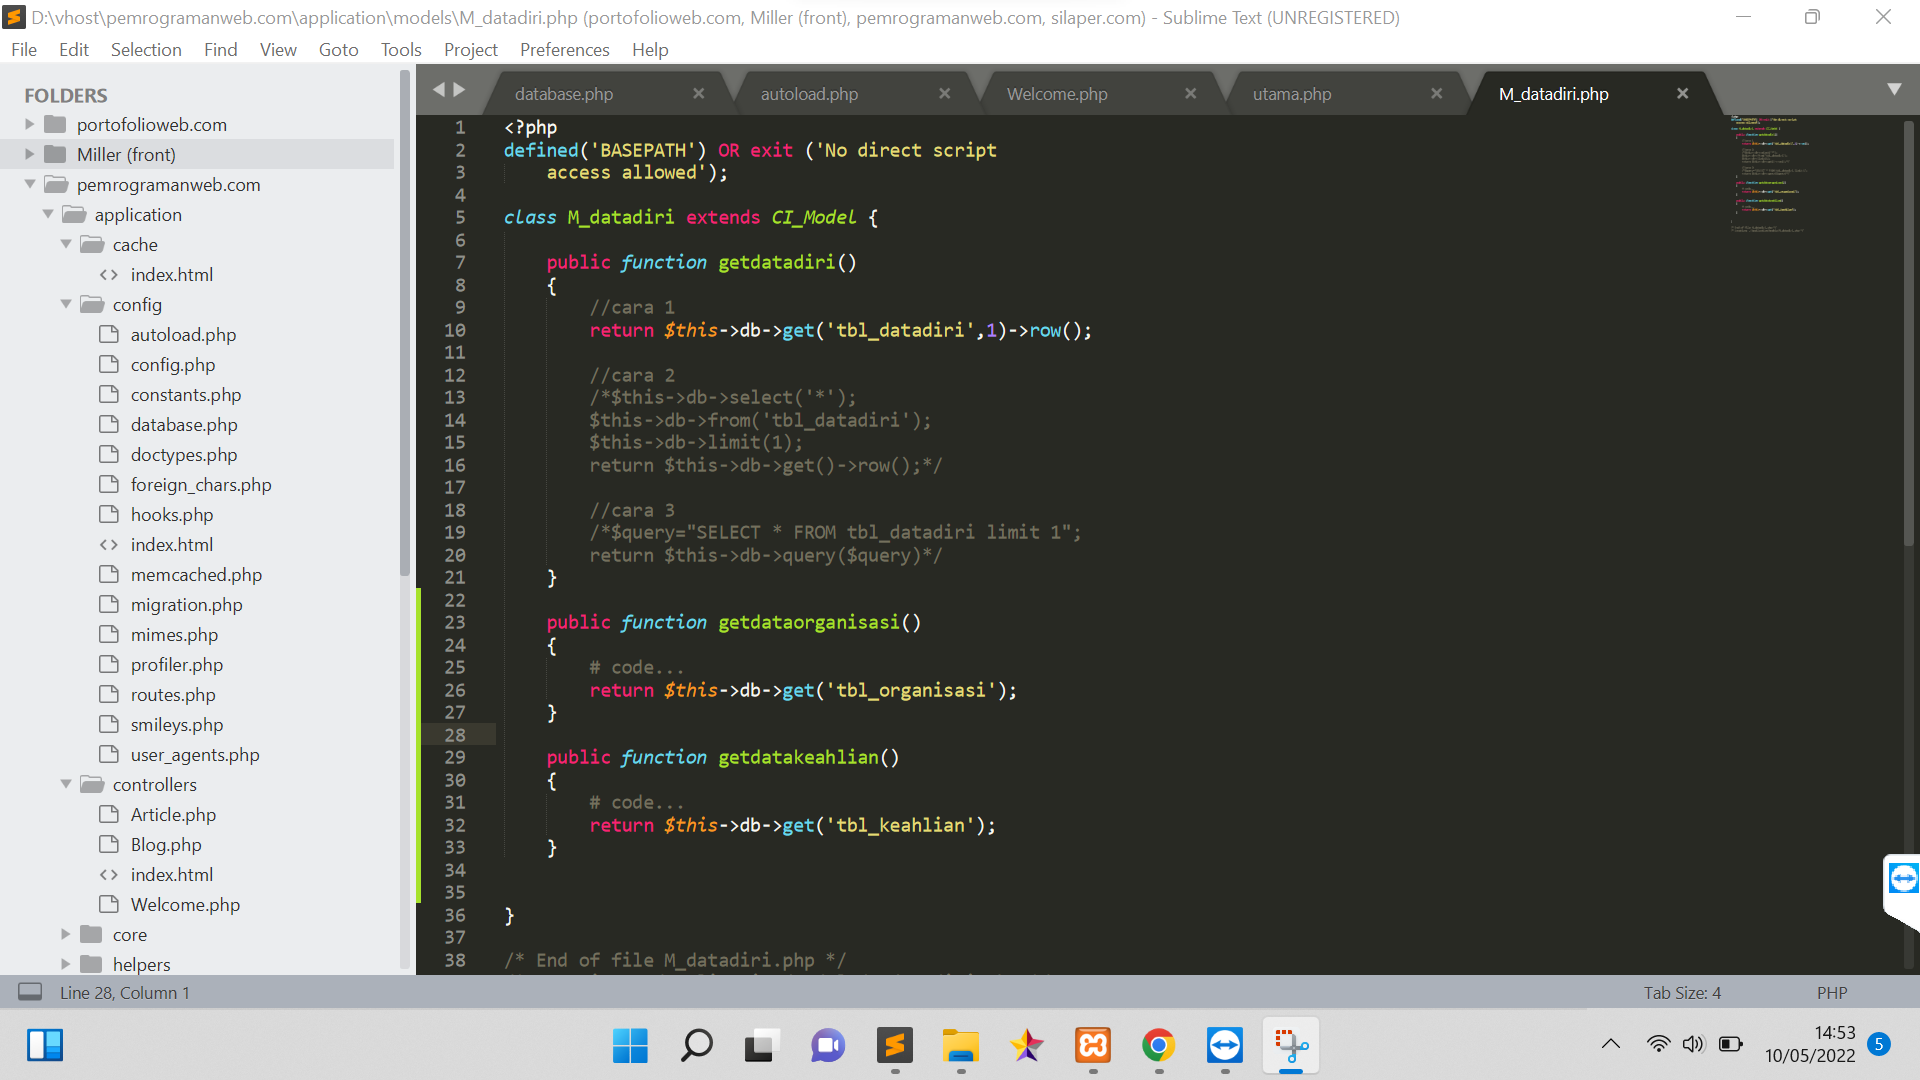 D:\vhost\pemrogramanweb.com\application\models\M_datadiri.php (portofolioweb.com, Miller (front), pemrogramanweb.com, silaper.com) - Sublime Text (UNREGISTERED)
File Edit Selection Find View Goto Tools Project Preferences Help
FOLDERS
portofolioweb.com
Miller (front)
pemrogramanweb.com
application
cache
<> index.html
config
autoload.php
config.php
constants.php
database.php
doctypes.php
foreign_chars.php
hooks.php
<> index.html
memcached.php
migration.php
mimes.php
profiler.php
routes.php
smileys.php
user_agents.php
controllers
Article.php
Blog.php
<> index.html
Welcome.php
core
helpers
database.php autoload.php Welcome.php utama.php M_datadiri.php
1 <?php
2 defined('BASEPATH') OR exit ('No direct script
3 access allowed');
4
5 class M_datadiri extends CI_Model {
6
7 public function getdatadiri()
8 {
9 //cara 1
10 return $this->db->get('tbl_datadiri',1)->row();
11
12 //cara 2
13 /*$this->db->select('*');
14 $this->db->from('tbl_datadiri');
15 $this->db->limit(1);
16 return $this->db->get()->row();*/
17
18 //cara 3
19 /*$query="SELECT * FROM tbl_datadiri limit 1";
20 return $this->db->query($query)*/
21 }
22
23 public function getdataorganisasi()
24 {
25 # code...
26 return $this->db->get('tbl_organisasi');
27 }
28
29 public function getdatakeahlian()
30 {
31 # code...
32 return $this->db->get('tbl_keahlian');
33 }
34
35
36 }
37
38 /* End of file M_datadiri.php */
Line 28, Column 1
Tab Size: 4
PHP
14:53
10/05/2022
5